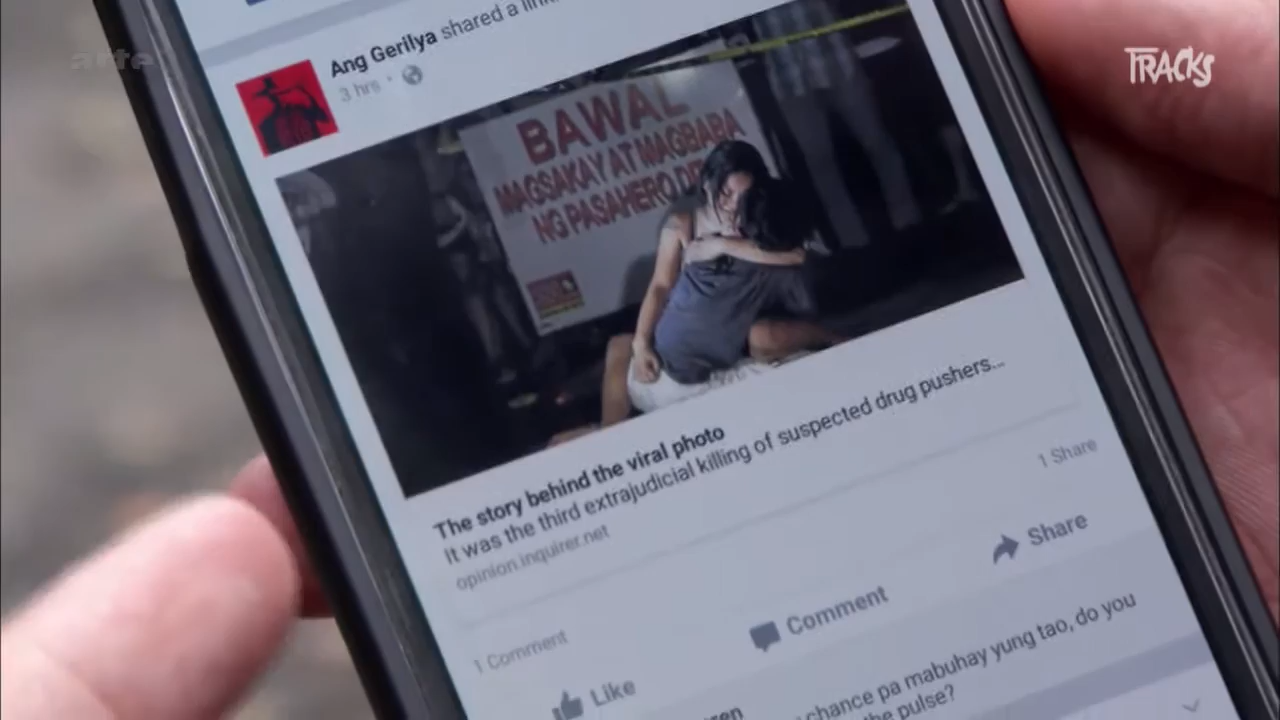 arte
TRACKS
Ang Gerilya shared a link.
3 hrs
BAWAL
MAGSAKAY AT MAGBABA
NG PASAHERO
The story behind the viral photo
It was the third extrajudicial killing of suspected drug pushers...
opinion.inquirer.net
1 Share
1 Comment
Like
Comment
Share
chance pa mabuhay yung tao, do you
the pulse?